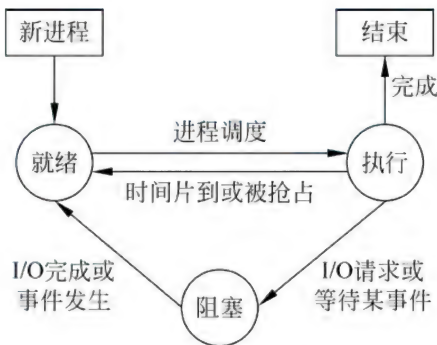 新进程
结束
完成
进程调度
就绪
执行
时间片到或被抢占
I/O完成或
事件发生
I/O请求或
等待某事件
阻塞